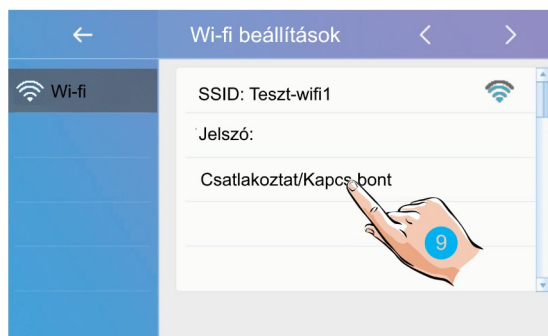 Wi-fi beállítások
Wi-fi
SSID: Teszt-wifi1
Jelszó:
Csatlakoztat/Kapcs.bont
9